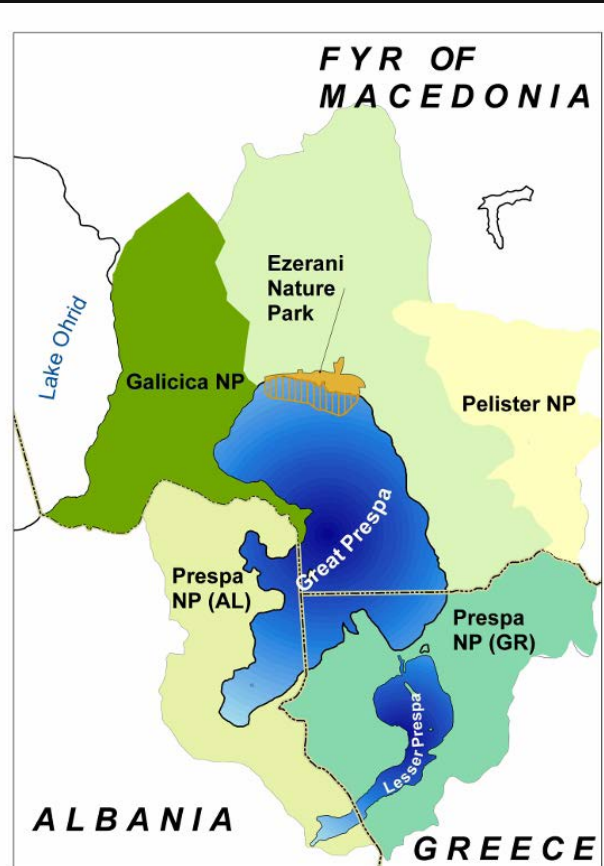 FYR OF
MACEDONIA
Ezerani
Nature
Park
Lake Ohrid
Galicica NP
Pelister NP
Great Prespa
Prespa
NP (AL)
Prespa
NP (GR)
Lesser Prespa
ALBANIA
GREECE